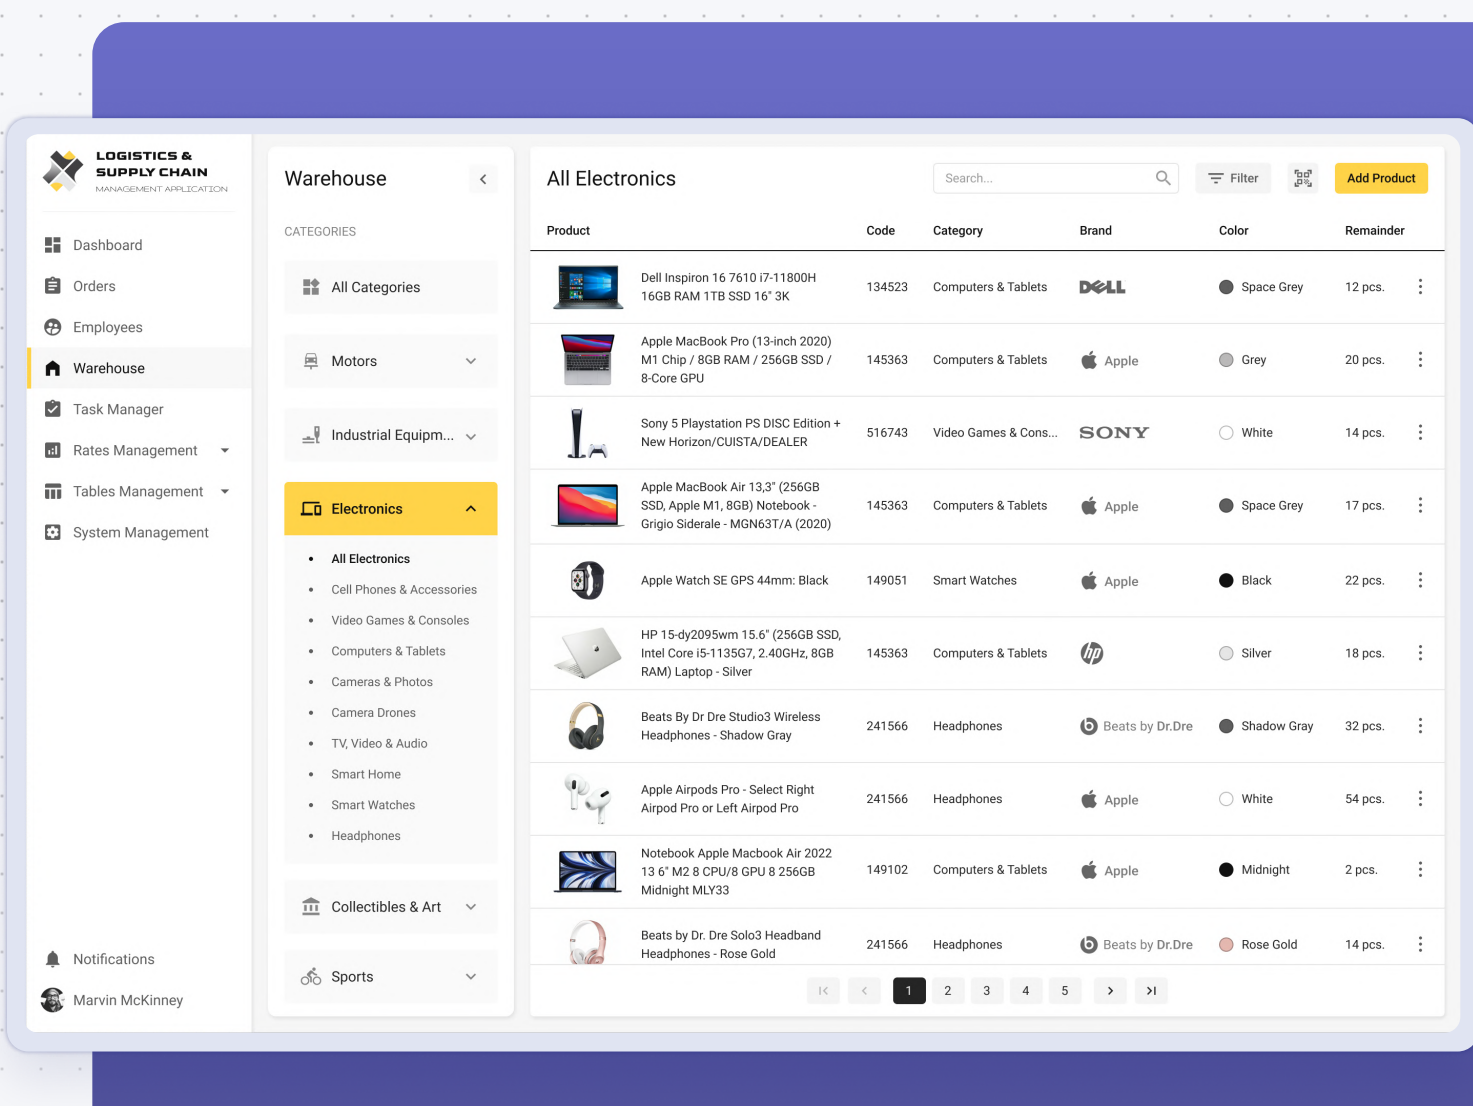 LOGISTICS &
SUPPLY CHAIN
MANAGEMENT APPLICATION
Dashboard
Orders
Employees
Warehouse
Task Manager
Rates Management
Tables Management
System Management
Notifications
Marvin McKinney
Warehouse
CATEGORIES
All Categories
Motors
Industrial Equipm...
Electronics
All Electronics
Cell Phones & Accessories
Video Games & Consoles
Computers & Tablets
Cameras & Photos
Camera Drones
TV, Video & Audio
Smart Home
Smart Watches
Headphones
Collectibles & Art
Sports
All Electronics
Search...
Filter
Add Product
Product Code Category Brand Color Remainder
Dell Inspiron 16 7610 i7-11800H
16GB RAM 1TB SSD 16" 3K
134523 Computers & Tablets DELL Space Grey 12 pcs.
Apple MacBook Pro (13-inch 2020)
M1 Chip / 8GB RAM / 256GB SSD /
8-Core GPU
145363 Computers & Tablets Apple Grey 20 pcs.
Sony 5 Playstation PS DISC Edition +
New Horizon/CUISTA/DEALER
516743 Video Games & Cons... SONY White 14 pcs.
Apple MacBook Air 13,3" (256GB
SSD, Apple M1, 8GB) Notebook -
Grigio Siderale - MGN63T/A (2020)
145363 Computers & Tablets Apple Space Grey 17 pcs.
Apple Watch SE GPS 44mm: Black
149051 Smart Watches Apple Black 22 pcs.
HP 15-dy2095wm 15.6" (256GB SSD,
Intel Core i5-1135G7, 2.40GHz, 8GB
RAM) Laptop - Silver
145363 Computers & Tablets hp Silver 18 pcs.
Beats By Dr Dre Studio3 Wireless
Headphones - Shadow Gray
241566 Headphones Beats by Dr.Dre Shadow Gray 32 pcs.
Apple Airpods Pro - Select Right
Airpod Pro or Left Airpod Pro
241566 Headphones Apple White 54 pcs.
Notebook Apple Macbook Air 2022
13 6" M2 8 CPU/8 GPU 8 256GB
Midnight MLY33
149102 Computers & Tablets Apple Midnight 2 pcs.
Beats by Dr. Dre Solo3 Headband
Headphones - Rose Gold
241566 Headphones Beats by Dr.Dre Rose Gold 14 pcs.
1 2 3 4 5